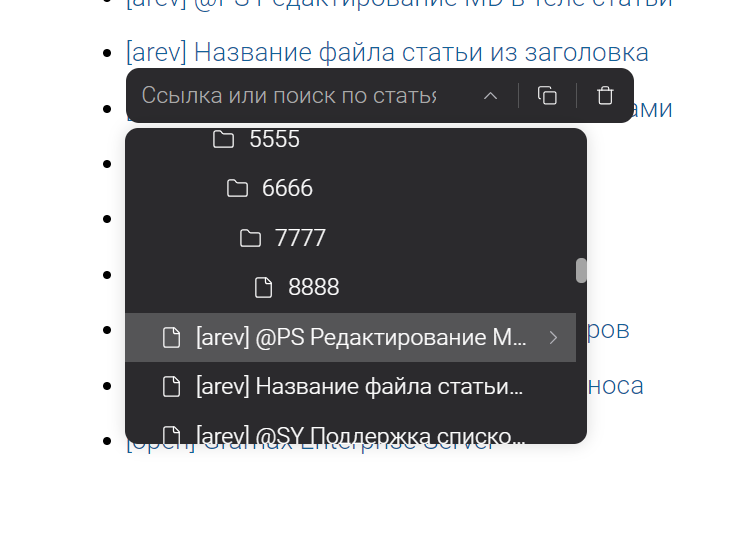 [arev] @PS Редактирование MD в теле статьи
[arev] Название файла статьи из заголовка
Ссылка или поиск по статья
ами
5555
6666
7777
8888
[arev] @PS Редактирование M...
ров
[arev] Название файла статьи...
носа
[arev] @SY Поддержка списко...
[open] Gramax Enterprise Server